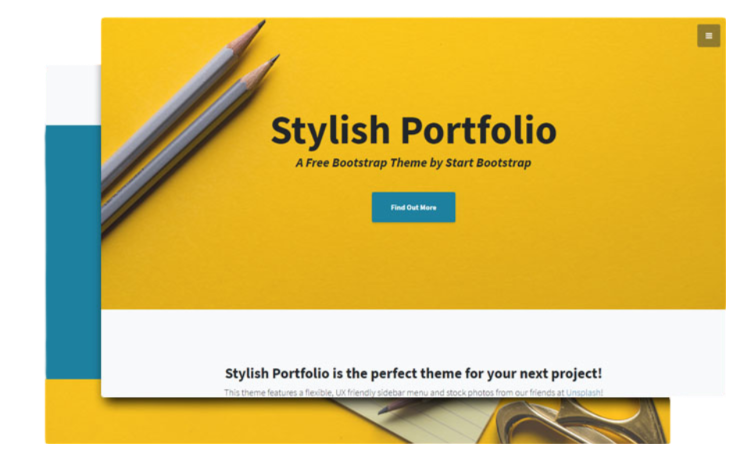 Stylish Portfolio
A Free Bootstrap Theme by Start Bootstrap
Find Out More
Stylish Portfolio is the perfect theme for your next project!
This theme features a flexible, UX friendly sidebar menu and stock photos from our friends at Unsplash!